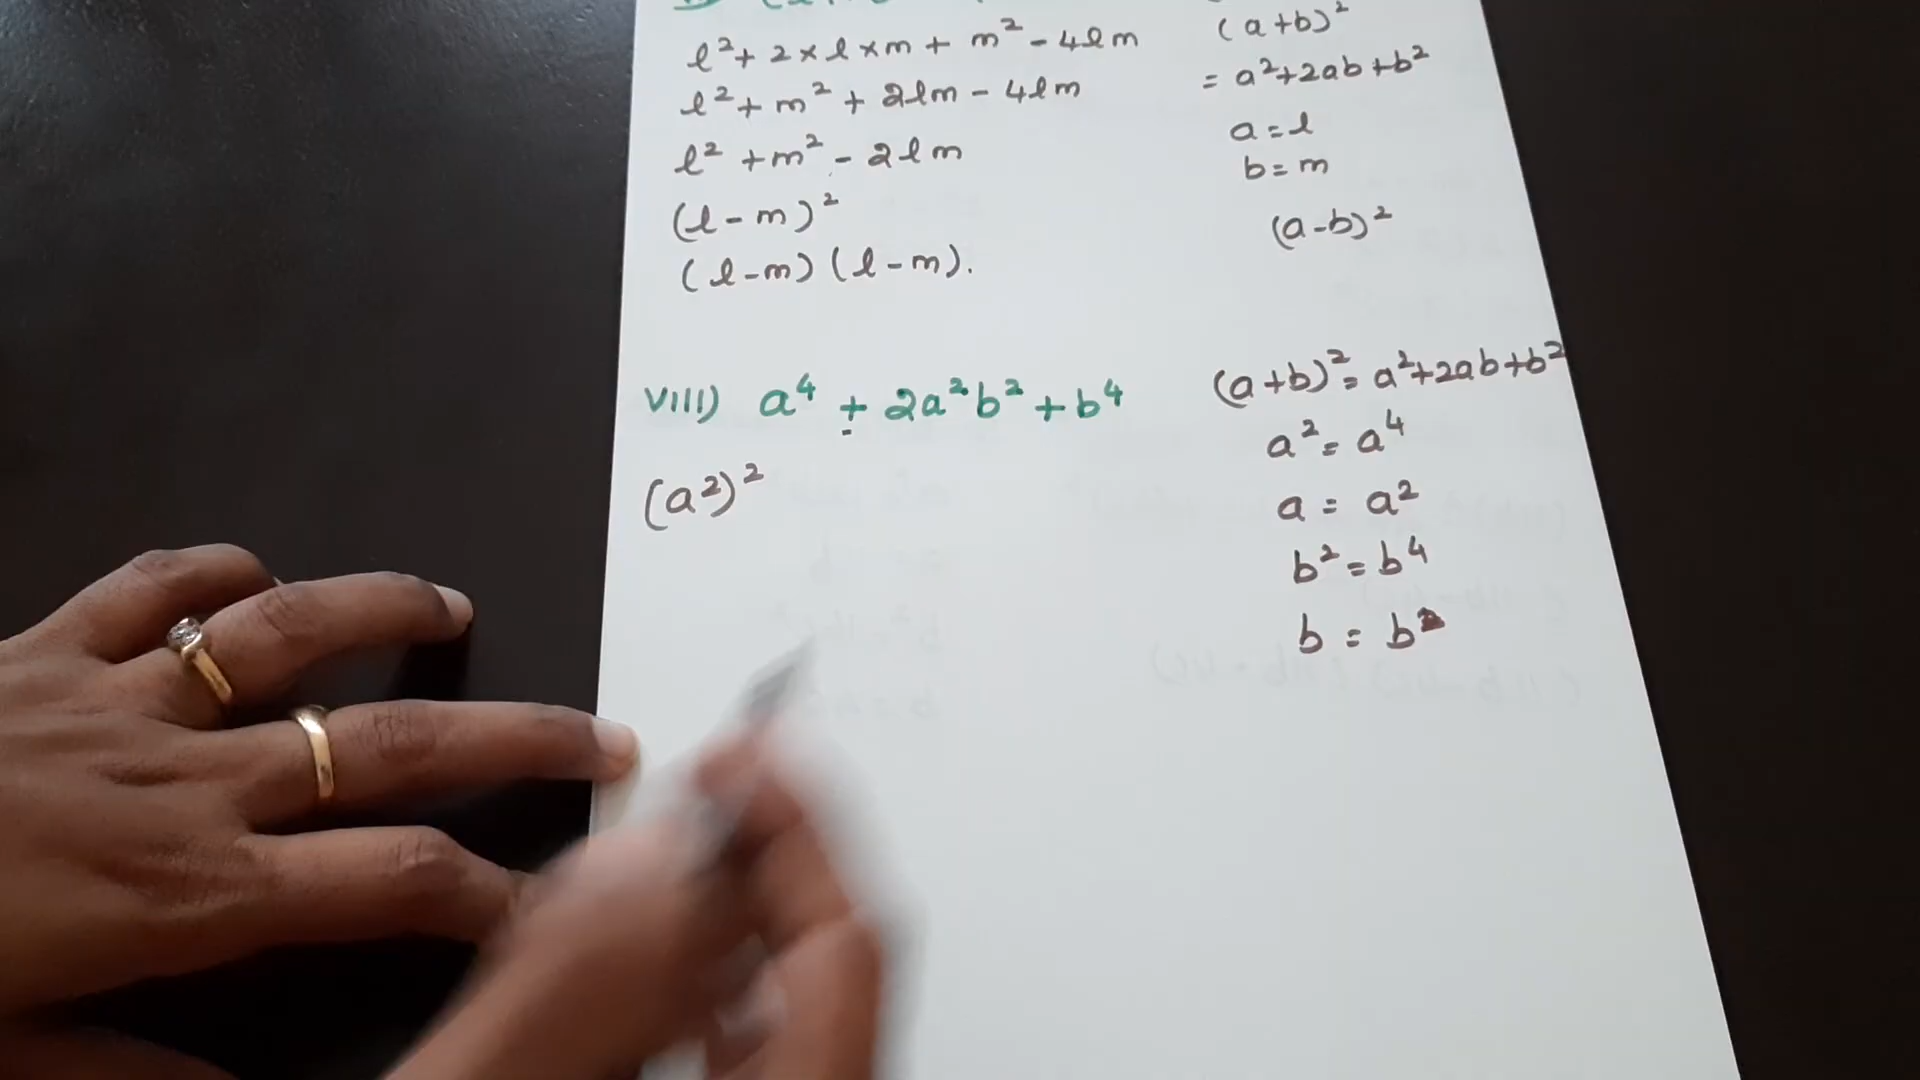 l² + 2 × l × m + m² - 4lm
l² + m² + 2lm - 4lm
l² + m² - 2lm
(l - m)²
(l - m) (l - m).
(a + b)²
= a² + 2ab + b²
a = l
b = m
(a - b)²
VIII) a⁴ + 2a²b² + b⁴
(a²)²
(a + b)² = a² + 2ab + b²
a² = a⁴
a = a²
b² = b⁴
b = b²